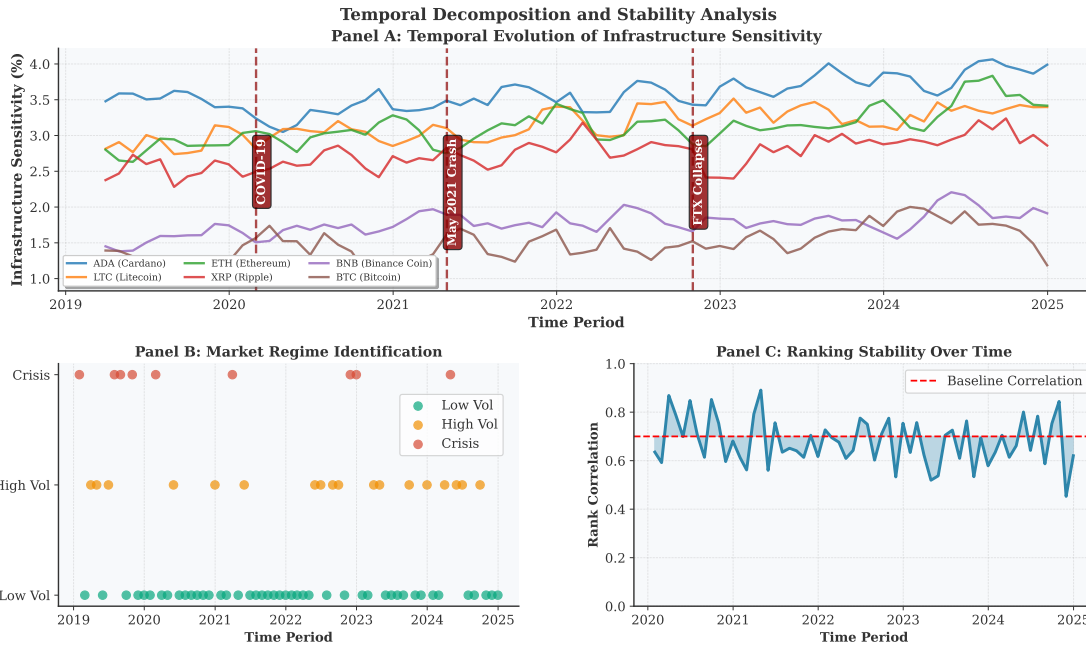 Temporal Decomposition and Stability Analysis
Panel A: Temporal Evolution of Infrastructure Sensitivity
Infrastructure Sensitivity (%)
4.0
3.5
3.0
2.5
2.0
1.5
1.0
COVID-19
May 2021 Crash
FTX Collapse
ADA (Cardano)
LTC (Litecoin)
ETH (Ethereum)
XRP (Ripple)
BNB (Binance Coin)
BTC (Bitcoin)
2019 2020 2021 2022 2023 2024 2025
Time Period
Panel B: Market Regime Identification
Crisis
High Vol
Low Vol
Low Vol
High Vol
Crisis
2019 2020 2021 2022 2023 2024 2025
Time Period
Panel C: Ranking Stability Over Time
Rank Correlation
1.0
0.8
0.6
0.4
0.2
0.0
Baseline Correlation
2020 2021 2022 2023 2024 2025
Time Period